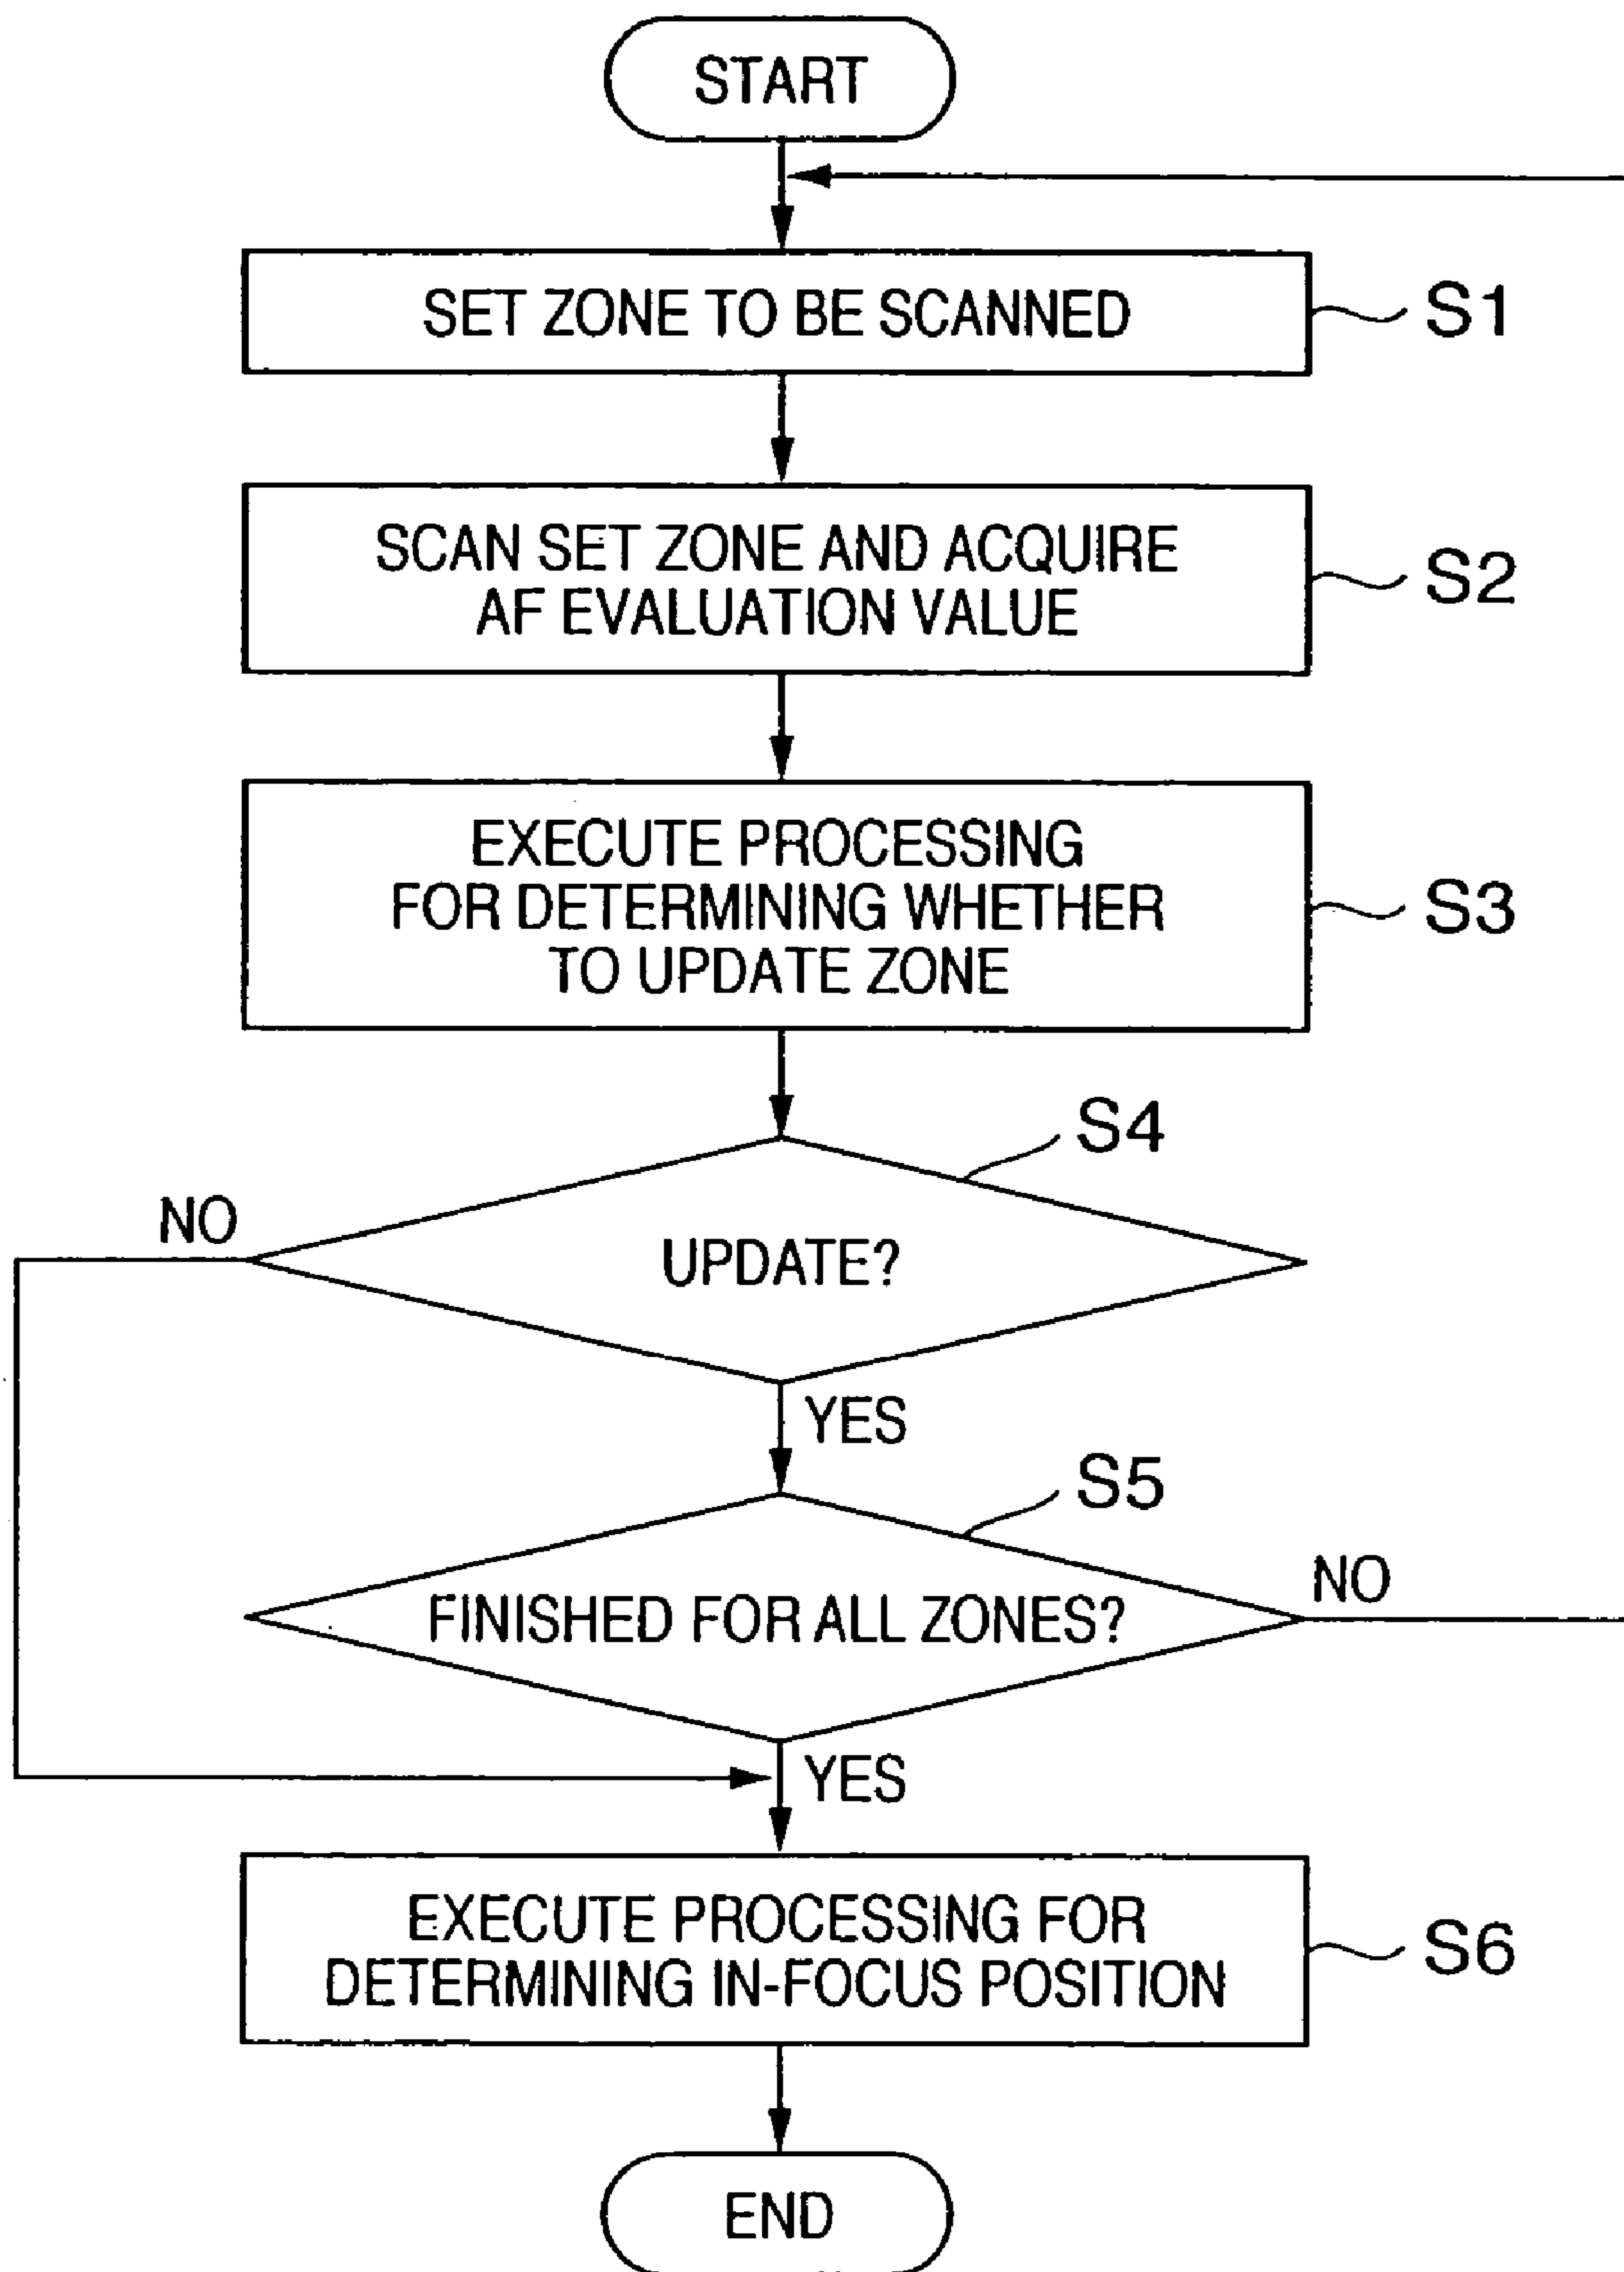 START
SET ZONE TO BE SCANNED
S1
SCAN SET ZONE AND ACQUIRE
AF EVALUATION VALUE
S2
EXECUTE PROCESSING
FOR DETERMINING WHETHER
TO UPDATE ZONE
S3
S4
NO
UPDATE?
YES
S5
FINISHED FOR ALL ZONES?
NO
YES
EXECUTE PROCESSING FOR
DETERMINING IN-FOCUS POSITION
S6
END